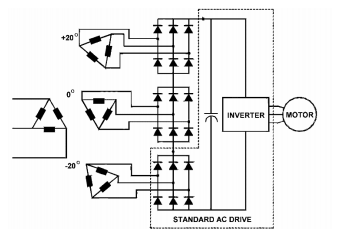 +20°
0°
-20°
INVERTER
MOTOR
STANDARD AC DRIVE